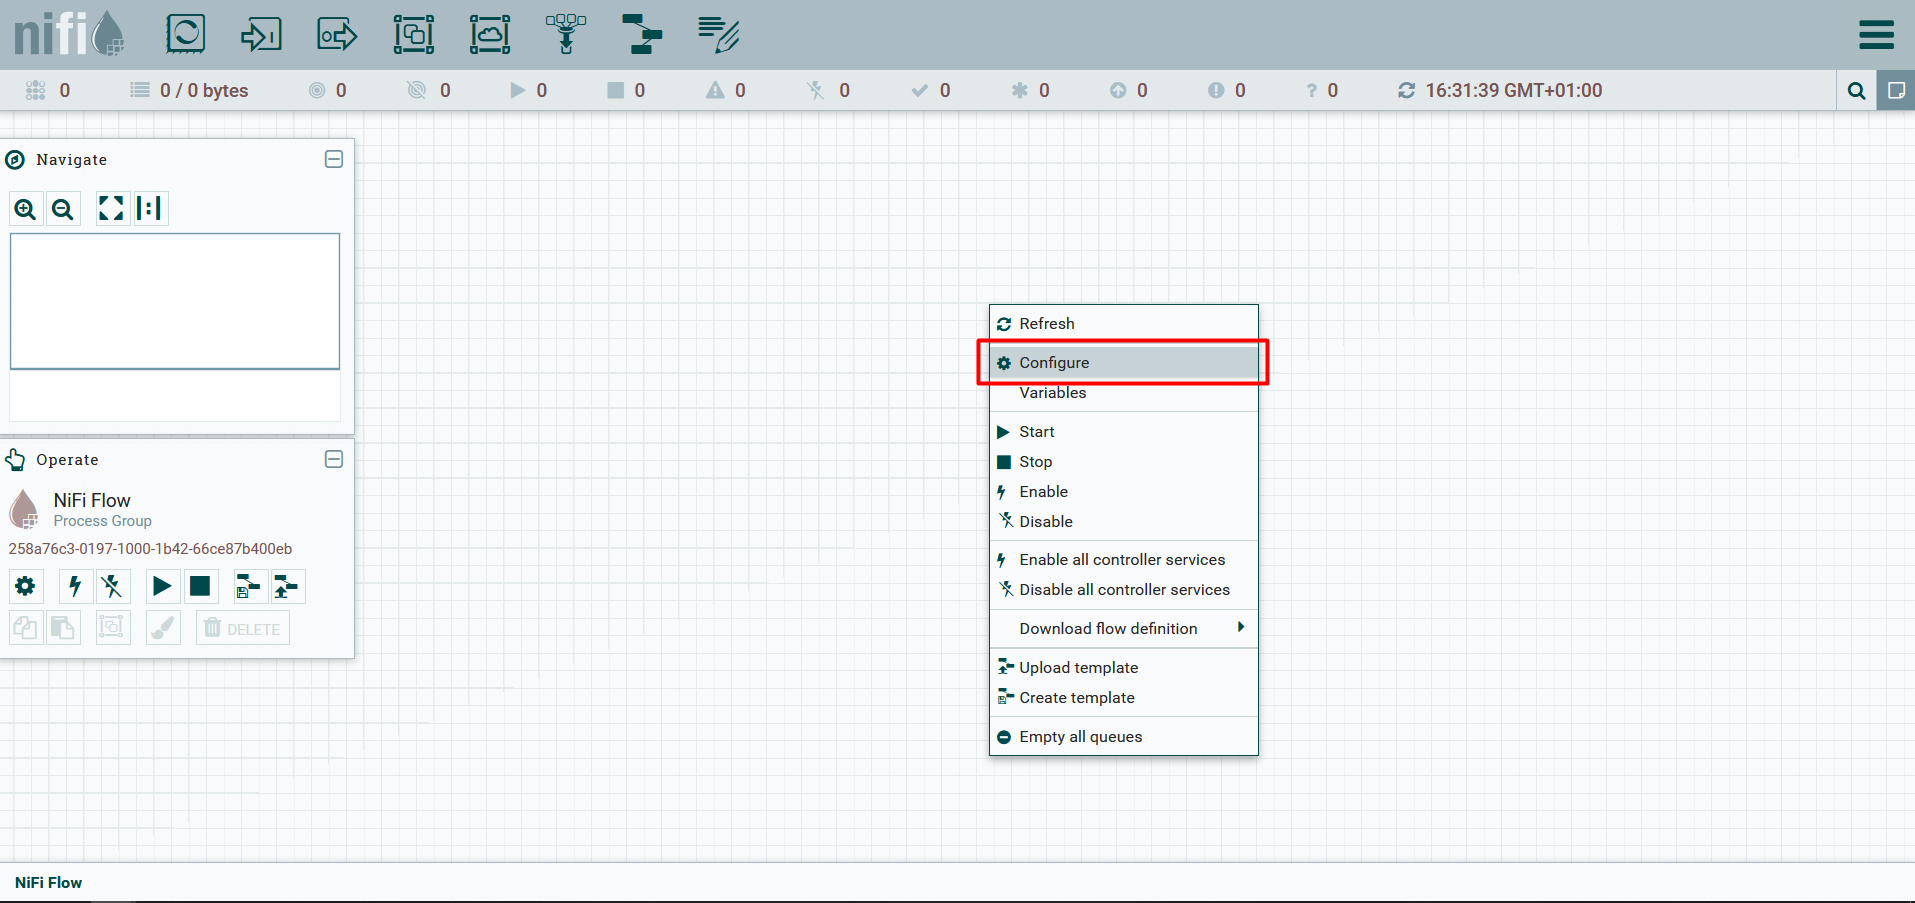 nifi
0
0 / 0 bytes
0
0
0
0
0
0
0
0
0
0
0
16:31:39 GMT+01:00
Navigate
Operate
NiFi Flow
Process Group
258a76c3-0197-1000-1b42-66ce87b400eb
DELETE
Refresh
Configure
Variables
Start
Stop
Enable
Disable
Enable all controller services
Disable all controller services
Download flow definition
Upload template
Create template
Empty all queues
NiFi Flow